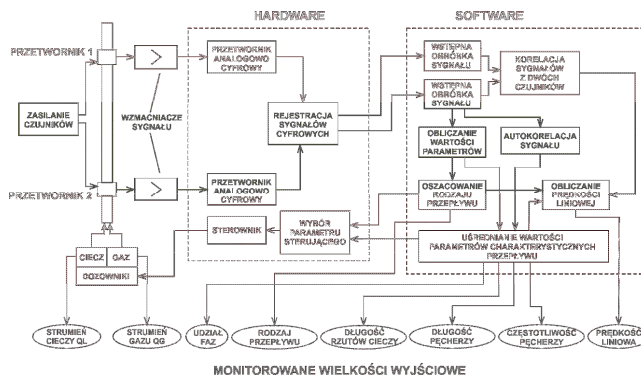 HARDWARE
SOFTWARE
PRZETWORNIK 1
PRZETWORNIK
ANALOGOWO
CYFROWY
WSTĘPNA
OBRÓBKA
SYGNAŁU
KORELACJA
SYGNAŁÓW
Z DWÓCH
CZUJNIKÓW
ZASILANIE
CZUJNIKÓW
WZMACNIACZE
SYGNAŁU
REJESTRACJA
SYGNAŁÓW
CYFROWYCH
WSTĘPNA
OBRÓBKA
SYGNAŁU
OBLICZANIE
WARTOŚCI
PARAMETRÓW
AUTOKORELACJA
SYGNAŁU
PRZETWORNIK 2
PRZETWORNIK
ANALOGOWO
CYFROWY
OSZACOWANIE
RODZAJU
PRZEPŁYWU
OBLICZANIE
PRĘDKOŚCI
LINIOWEJ
STEROWNIK
WYBÓR
PARAMETRU
STERUJĄCEGO
UŚREDNIANIE WARTOŚCI
PARAMETRÓW CHARAKTERYSTYCZNYCH
PRZEPŁYWU
CIECZ
GAZ
DOZOWNIKI
STRUMIEŃ
CIECZY QL
STRUMIEŃ
GAZU QG
UDZIAŁ
FAZ
RODZAJ
PRZEPŁYWU
DŁUGOŚĆ
RZUTÓW CIECZY
DŁUGOŚĆ
PĘCHERZY
CZĘSTOTLIWOŚĆ
PĘCHERZY
PRĘDKOŚĆ
LINIOWA
MONITOROWANE WIELKOŚCI WYJŚCIOWE